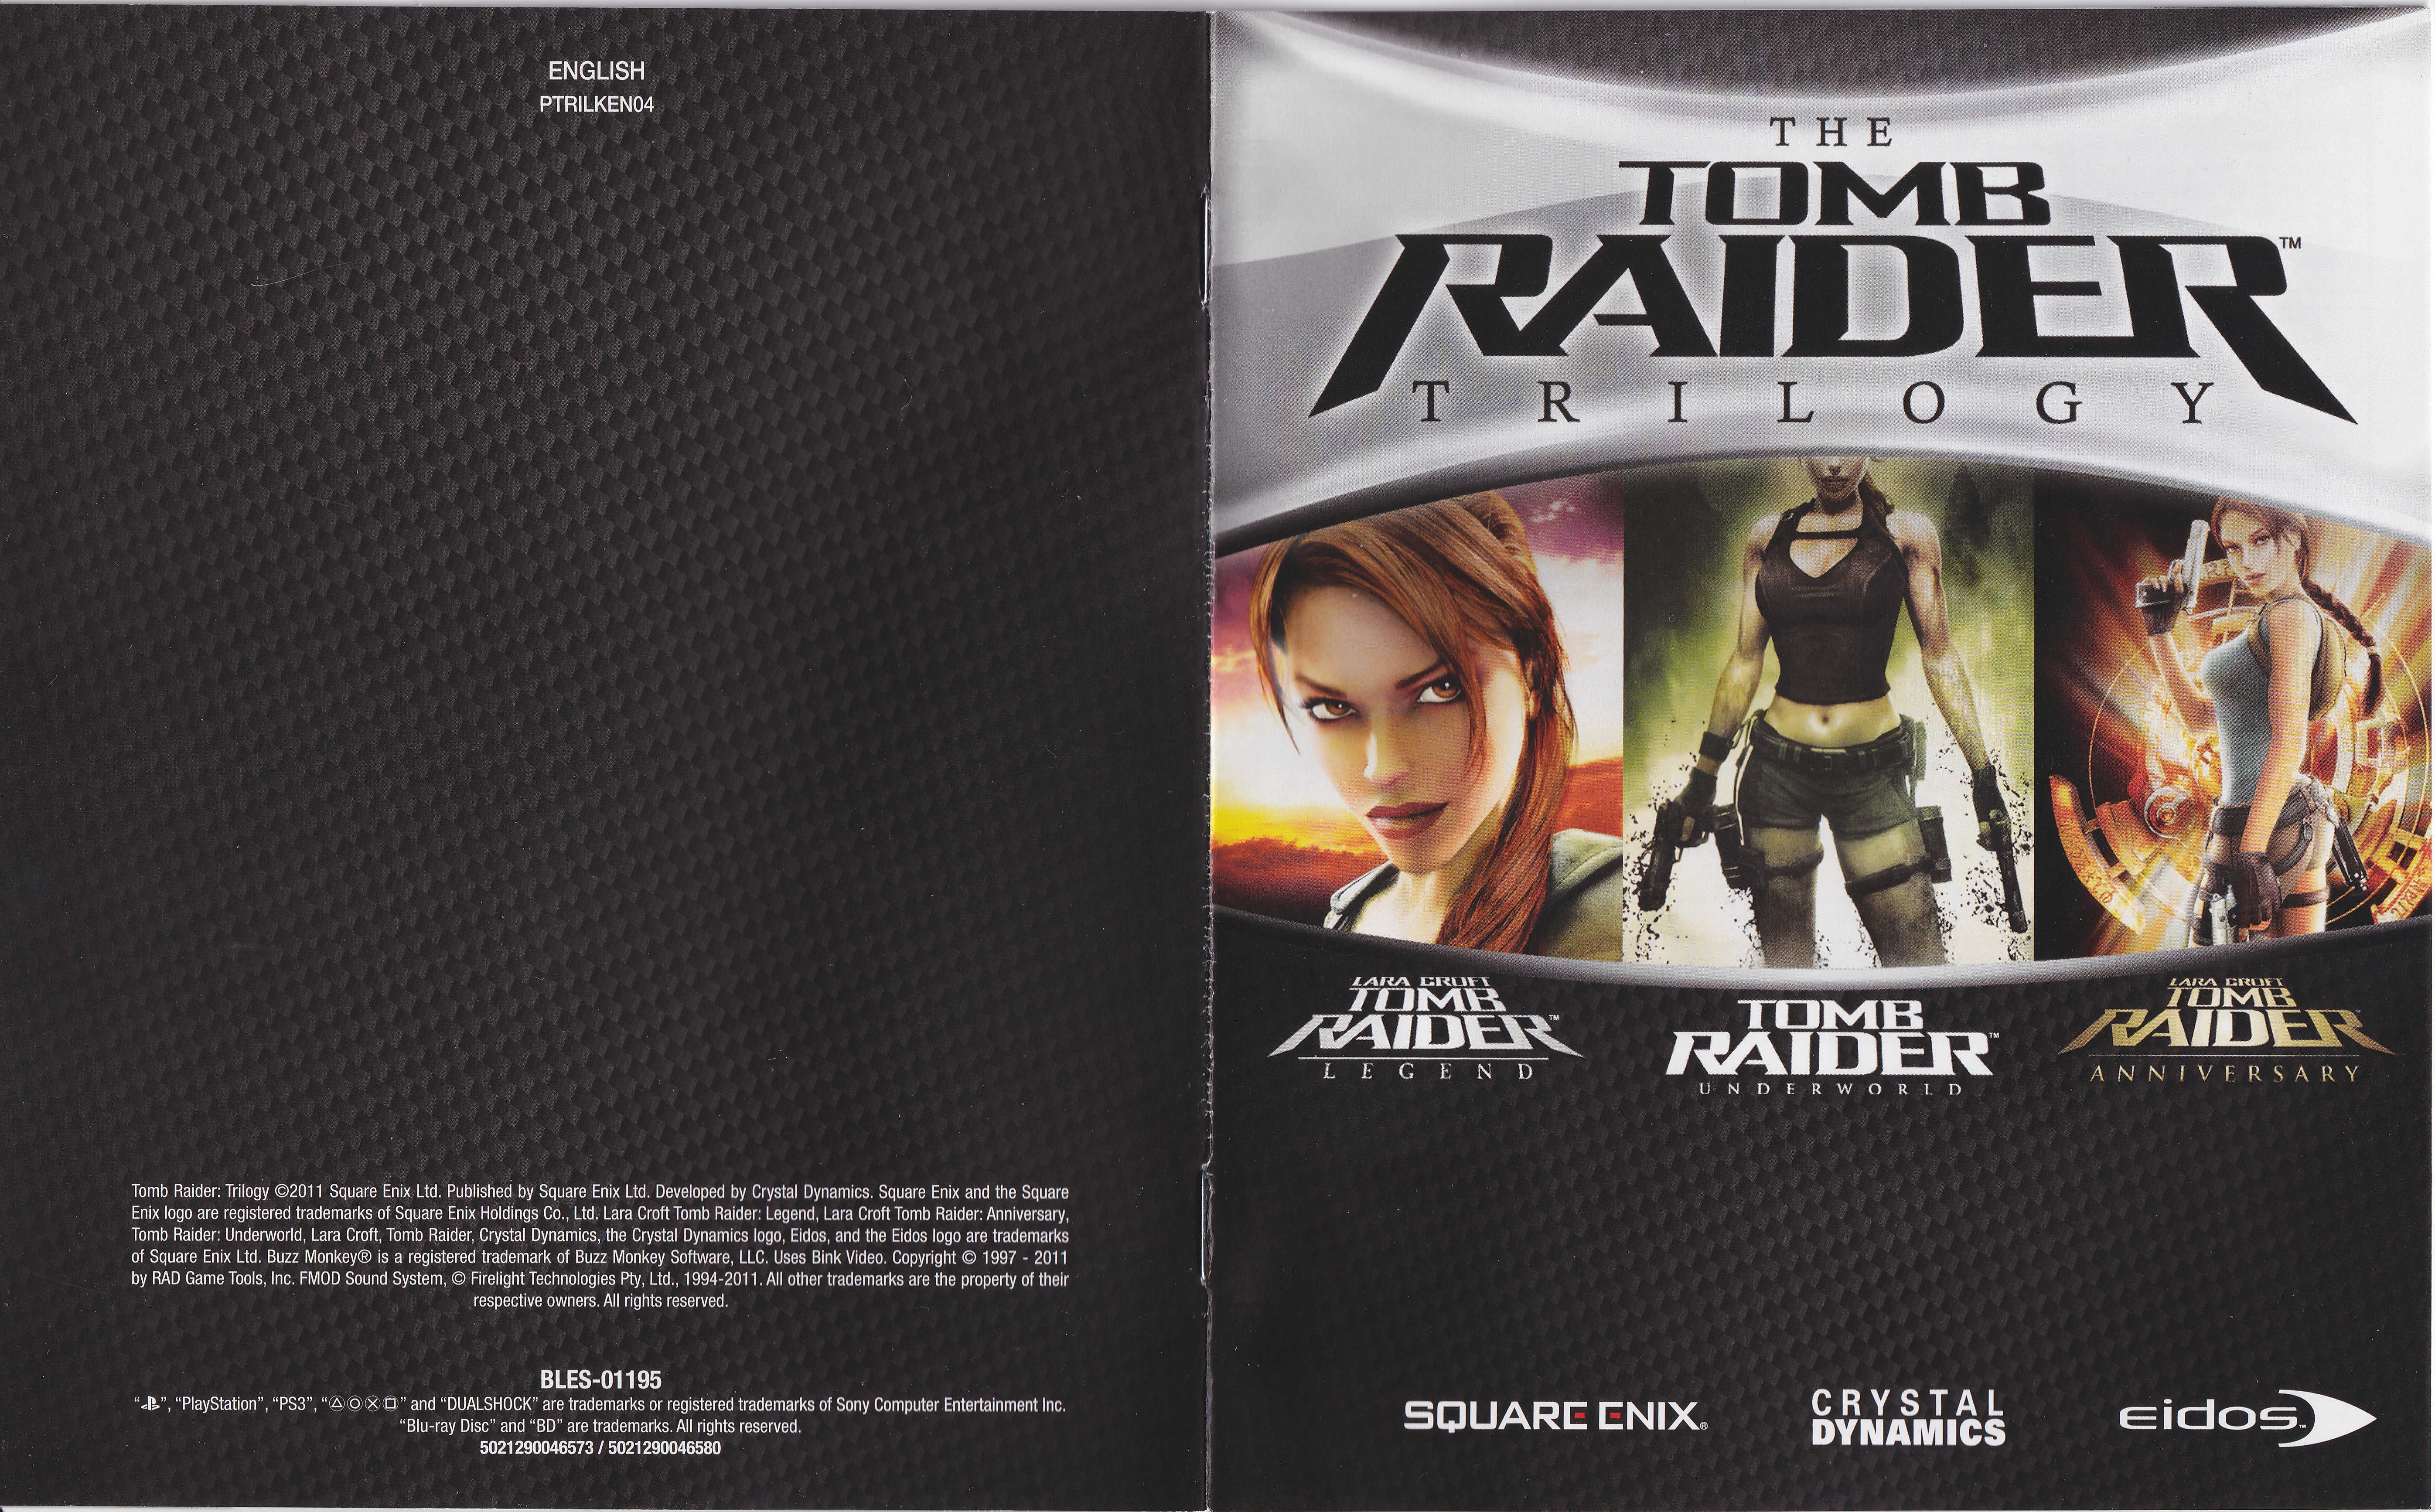 ENGLISH
PTRILKEN04
Tomb Raider: Trilogy ©2011 Square Enix Ltd. Published by Square Enix Ltd. Developed by Crystal Dynamics. Square Enix and the Square
Enix logo are registered trademarks of Square Enix Holdings Co., Ltd. Lara Croft Tomb Raider: Legend, Lara Croft Tomb Raider: Anniversary,
Tomb Raider: Underworld, Lara Croft, Tomb Raider, Crystal Dynamics, the Crystal Dynamics logo, Eidos, and the Eidos logo are trademarks
of Square Enix Ltd. Buzz Monkey® is a registered trademark of Buzz Monkey Software, LLC. Uses Bink Video. Copyright © 1997 - 2011
by RAD Game Tools, Inc. FMOD Sound System, © Firelight Technologies Pty, Ltd., 1994-2011. All other trademarks are the property of their
respective owners. All rights reserved.
BLES-01195
“PS”, “PlayStation”, “PS3”, “△○✕□” and “DUALSHOCK” are trademarks or registered trademarks of Sony Computer Entertainment Inc.
“Blu-ray Disc” and “BD” are trademarks. All rights reserved.
5021290046573 / 5021290046580
THE
TOMB
RAIDER™
TRILOGY
LARA CROFT
TOMB
RAIDER™
LEGEND
TOMB
RAIDER™
UNDERWORLD
LARA CROFT
TOMB
RAIDER™
ANNIVERSARY
SQUARE ENIX®
CRYSTAL
DYNAMICS
eidos™